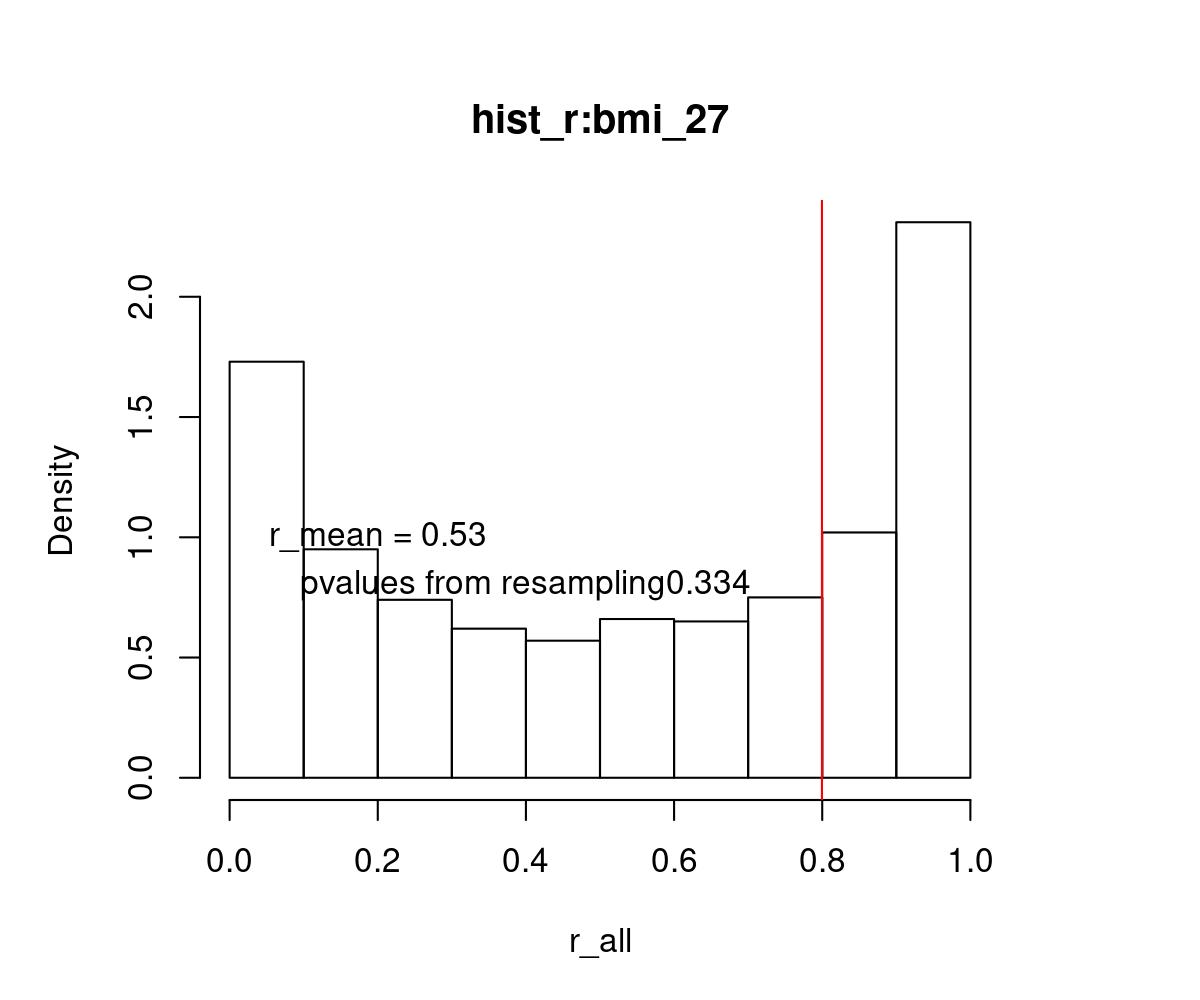 hist_r:bmi_27
Density
2.0
1.5
1.0
0.5
0.0
r_mean = 0.53
pvalues from resampling0.334
0.0 0.2 0.4 0.6 0.8 1.0
r_all